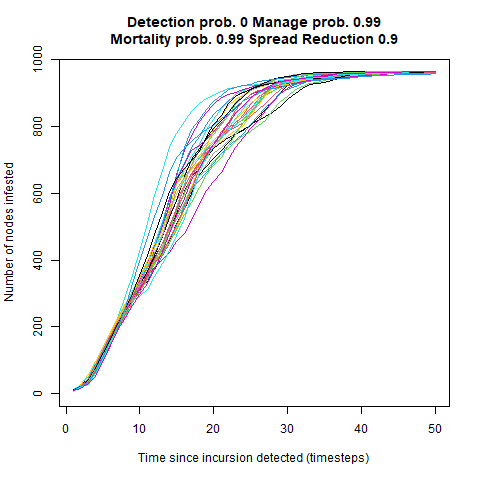 Detection prob. 0 Manage prob. 0.99
Mortality prob. 0.99 Spread Reduction 0.9
Number of nodes infested
1000
800
600
400
200
0
0 10 20 30 40 50
Time since incursion detected (timesteps)